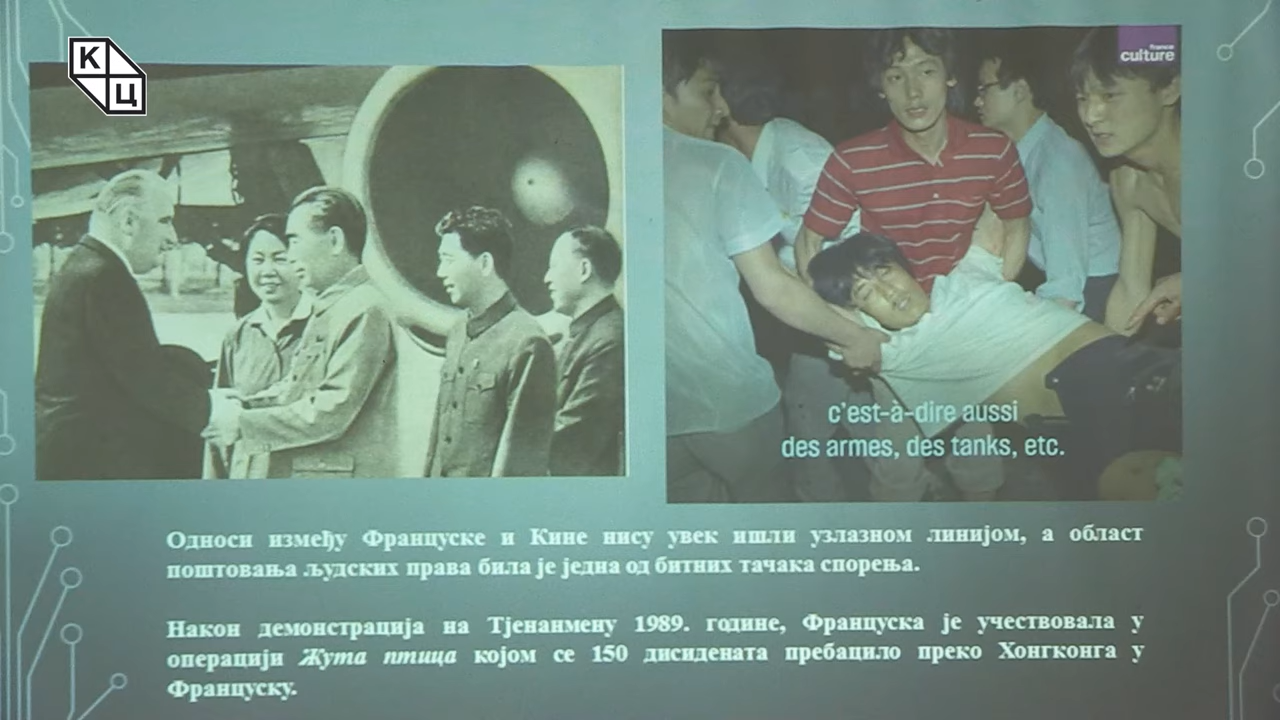 К
Ц
france
culture
c'est-à-dire aussi
des armes, des tanks, etc.
Односи између Француске и Кине нису увек ишли узлазном линијом, а област
поштовања људских права била је једна од битних тачака спорења.
Након демонстрација на Тјенанмену 1989. године, Француска је учествовала у
операцији Жута птица којом се 150 дисидената пребацило преко Хонгконга у
Француску.